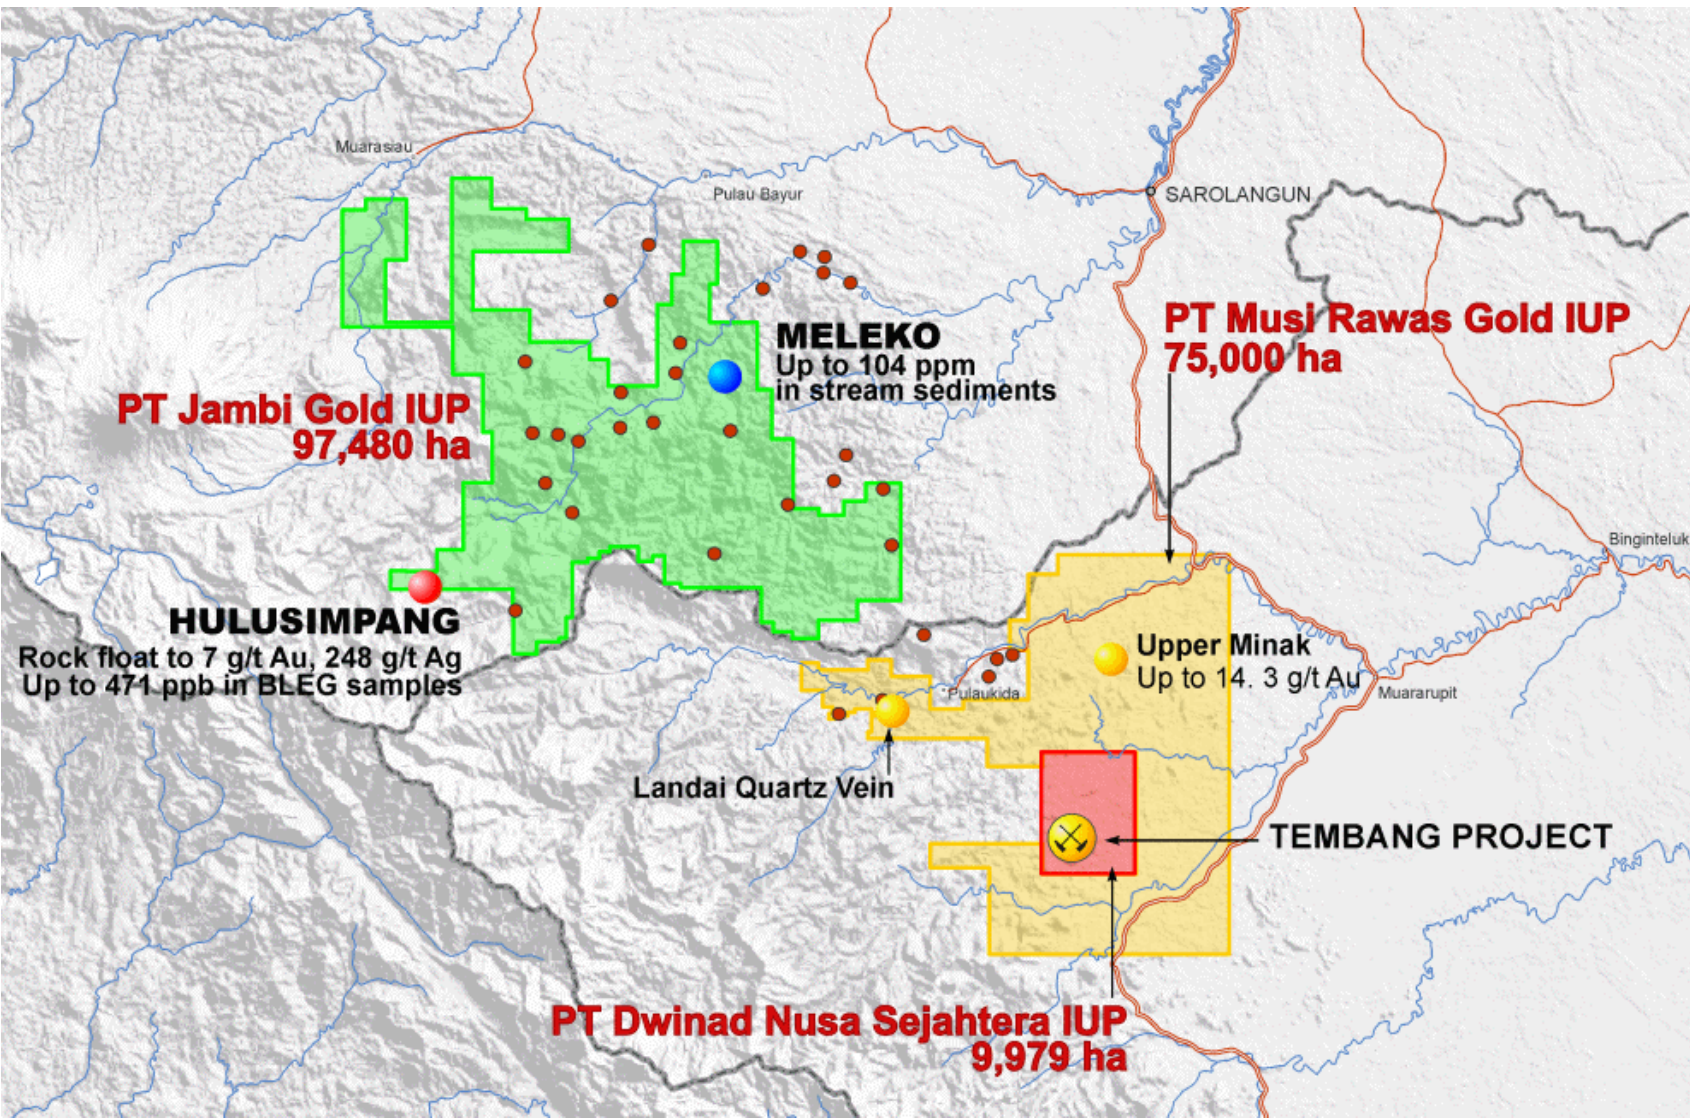 Muarasiau
Pulau Bayur
SAROLANGUN
PT Musi Rawas Gold IUP
75,000 ha
MELEKO
Up to 104 ppm
in stream sediments
PT Jambi Gold IUP
97,480 ha
Binginteluk
HULUSIMPANG
Rock float to 7 g/t Au, 248 g/t Ag
Up to 471 ppb in BLEG samples
Upper Minak
Up to 14. 3 g/t Au
Pulaukida
Muararupit
Landai Quartz Vein
TEMBANG PROJECT
PT Dwinad Nusa Sejahtera IUP
9,979 ha